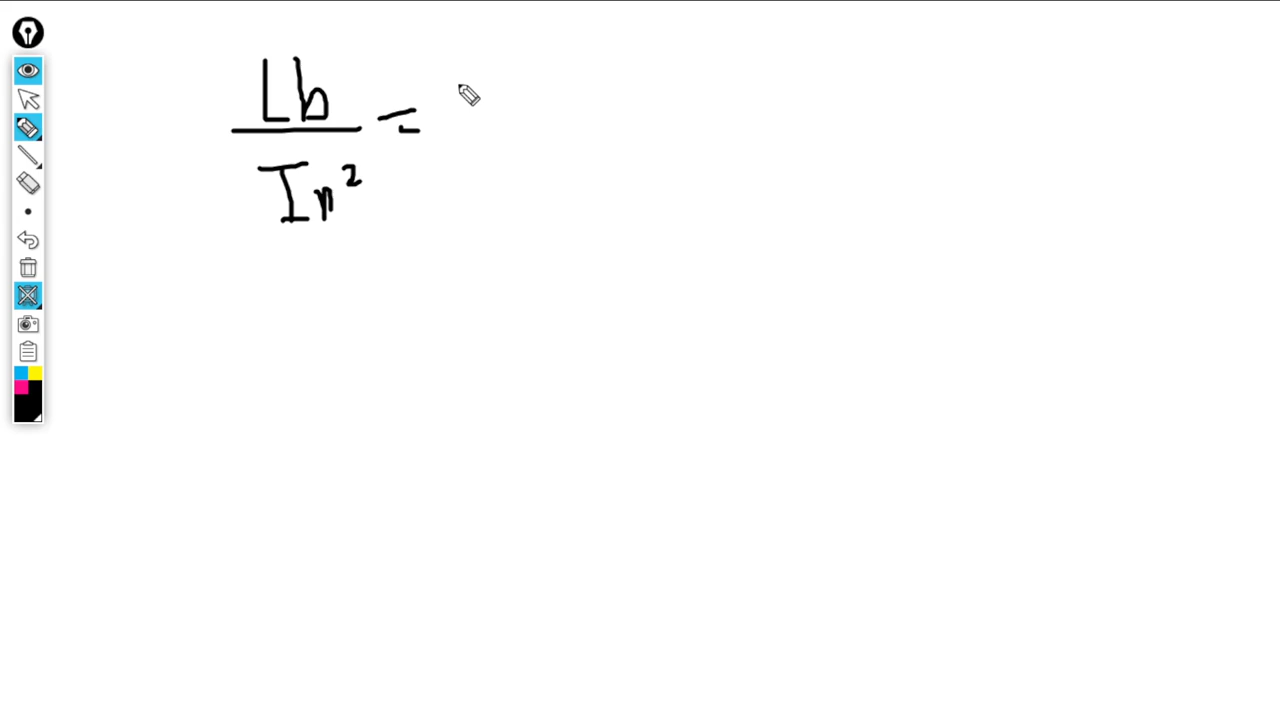 Lb =
In²